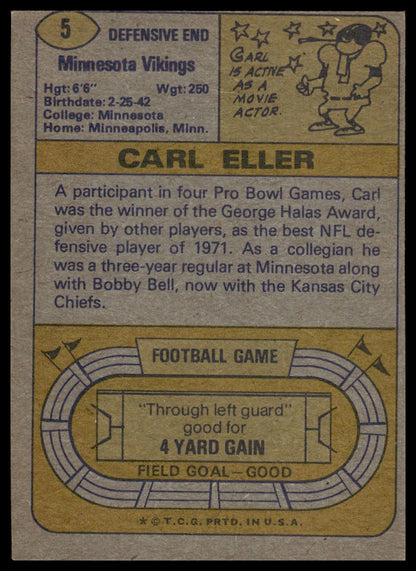 5
DEFENSIVE END
Minnesota Vikings
Hgt: 6'6" Wgt: 250
Birthdate: 2-25-42
College: Minnesota
Home: Minneapolis, Minn.
CARL
IS ACTIVE
AS A
MOVIE
ACTOR.
CARL ELLER
A participant in four Pro Bowl Games, Carl
was the winner of the George Halas Award,
given by other players, as the best NFL de-
fensive player of 1971. As a collegian he
was a three-year regular at Minnesota along
with Bobby Bell, now with the Kansas City
Chiefs.
FOOTBALL GAME
"Through left guard"
good for
4 YARD GAIN
FIELD GOAL—GOOD
* © T.C.G. PRTD. IN U.S.A.